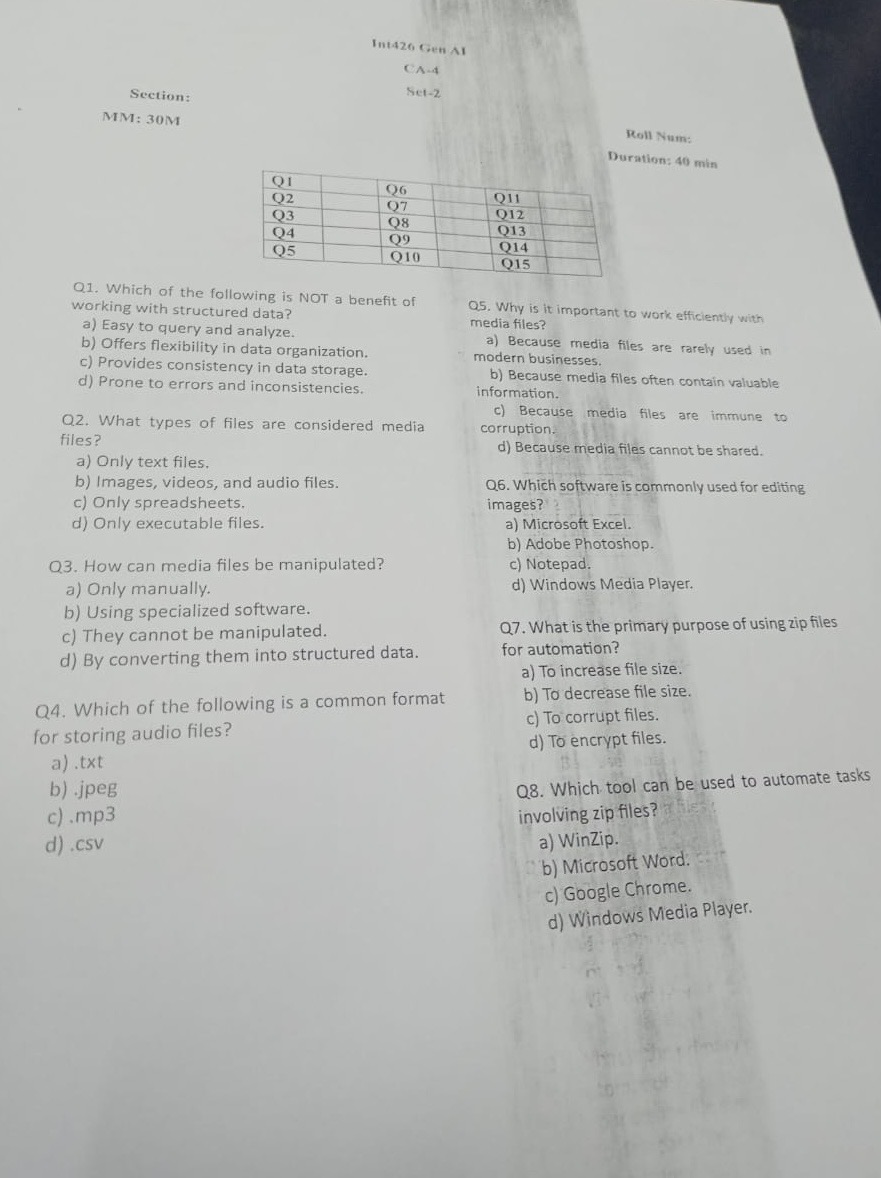 Int426 Gen AI
CA-4
Set-2
Section:
MM: 30M
Roll Num:
Duration: 40 min
Q1 Q6 Q11
Q2 Q7 Q12
Q3 Q8 Q13
Q4 Q9 Q14
Q5 Q10 Q15
Q1. Which of the following is NOT a benefit of
working with structured data?
a) Easy to query and analyze.
b) Offers flexibility in data organization.
c) Provides consistency in data storage.
d) Prone to errors and inconsistencies.
Q2. What types of files are considered media
files?
a) Only text files.
b) Images, videos, and audio files.
c) Only spreadsheets.
d) Only executable files.
Q3. How can media files be manipulated?
a) Only manually.
b) Using specialized software.
c) They cannot be manipulated.
d) By converting them into structured data.
Q4. Which of the following is a common format
for storing audio files?
a) .txt
b) .jpeg
c) .mp3
d) .csv
Q5. Why is it important to work efficiently with
media files?
a) Because media files are rarely used in
modern businesses.
b) Because media files often contain valuable
information.
c) Because media files are immune to
corruption.
d) Because media files cannot be shared.
Q6. Which software is commonly used for editing
images?
a) Microsoft Excel.
b) Adobe Photoshop.
c) Notepad.
d) Windows Media Player.
Q7. What is the primary purpose of using zip files
for automation?
a) To increase file size.
b) To decrease file size.
c) To corrupt files.
d) To encrypt files.
Q8. Which tool can be used to automate tasks
involving zip files?
a) WinZip.
b) Microsoft Word.
c) Google Chrome.
d) Windows Media Player.